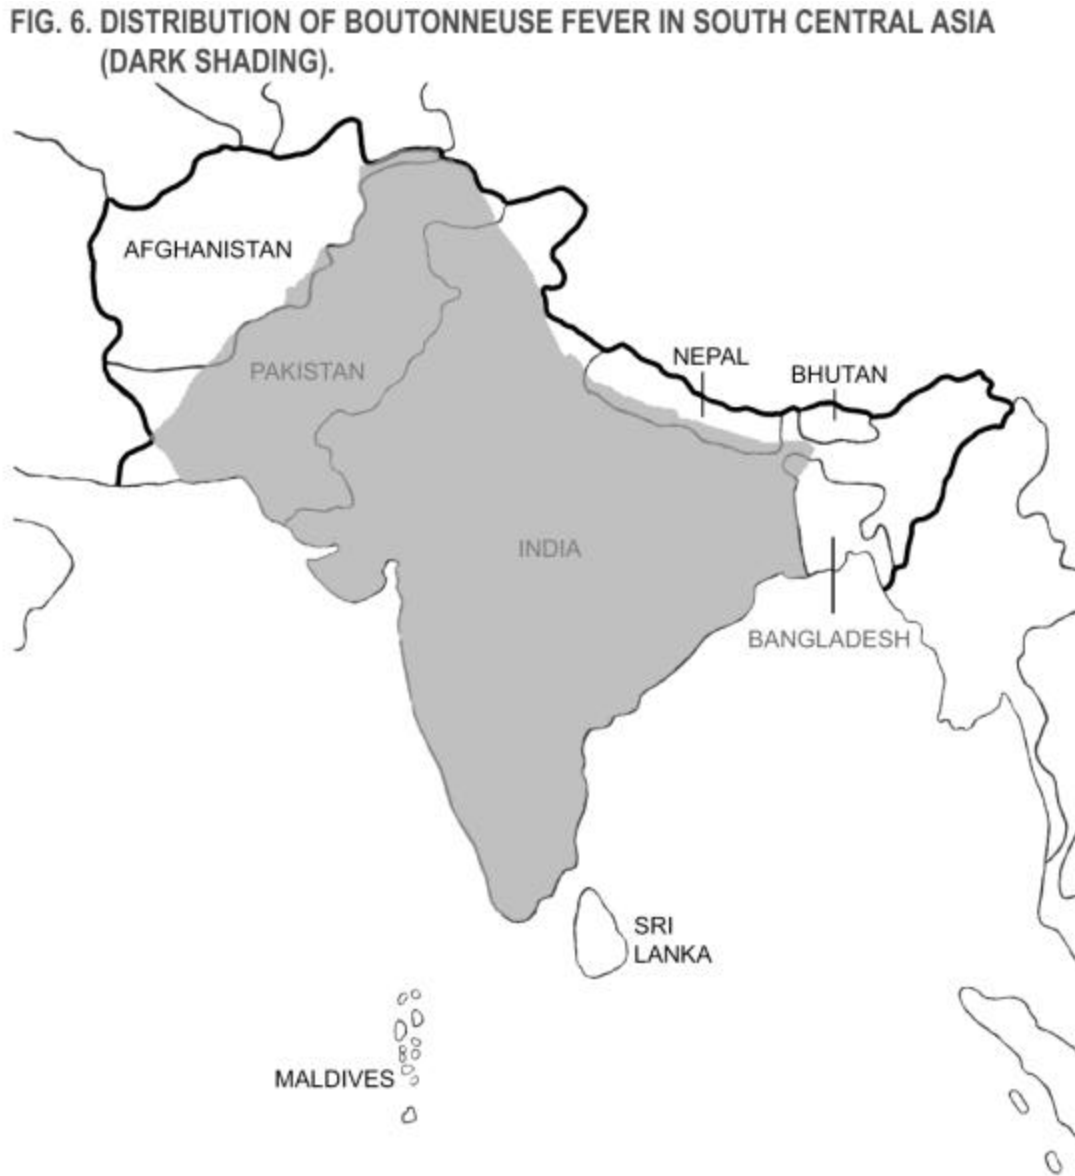 FIG. 6. DISTRIBUTION OF BOUTONNEUSE FEVER IN SOUTH CENTRAL ASIA
(DARK SHADING).
AFGHANISTAN
PAKISTAN
NEPAL
BHUTAN
INDIA
BANGLADESH
SRI
LANKA
MALDIVES